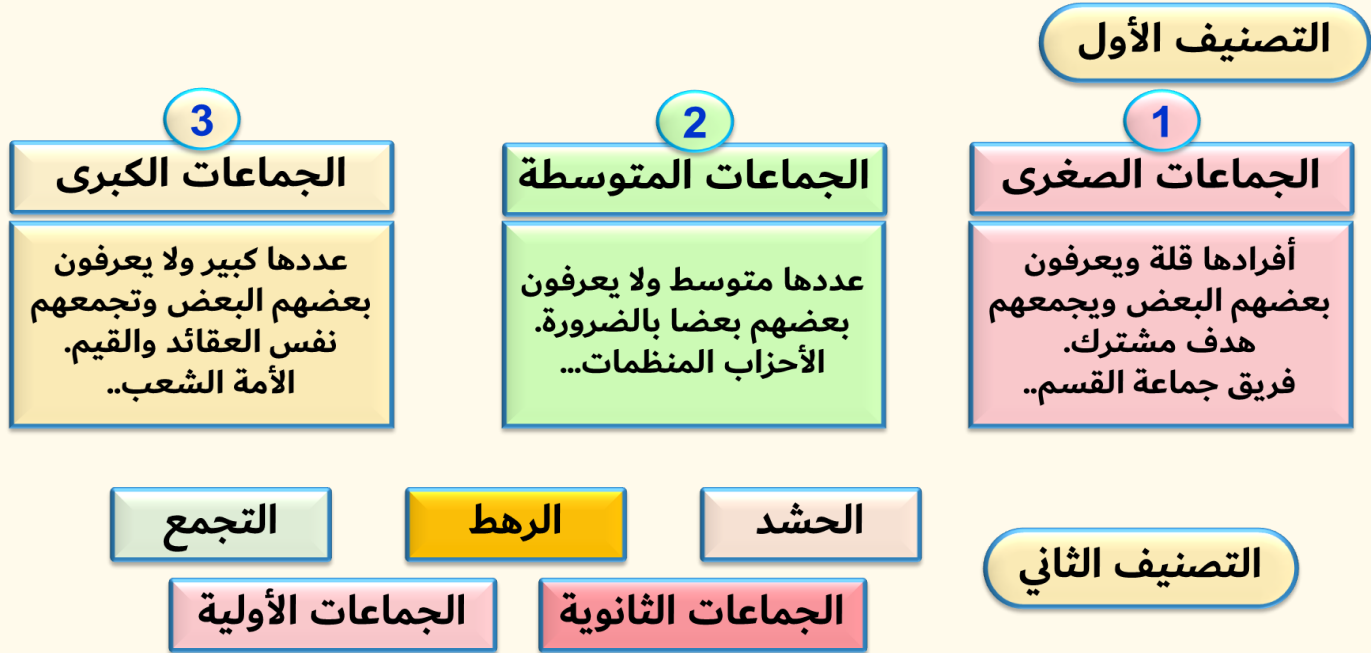 التصنيف الأول
1
الجماعات الصغرى
أفرادها قلة ويعرفون
بعضهم البعض ويجمعهم
هدف مشترك.
فريق جماعة القسم..
2
الجماعات المتوسطة
عددها متوسط ولا يعرفون
بعضهم بعضا بالضرورة.
الأحزاب المنظمات...
3
الجماعات الكبرى
عددها كبير ولا يعرفون
بعضهم البعض وتجمعهم
نفس العقائد والقيم.
الأمة الشعب..
التصنيف الثاني
الحشد
الرهط
التجمع
الجماعات الثانوية
الجماعات الأولية